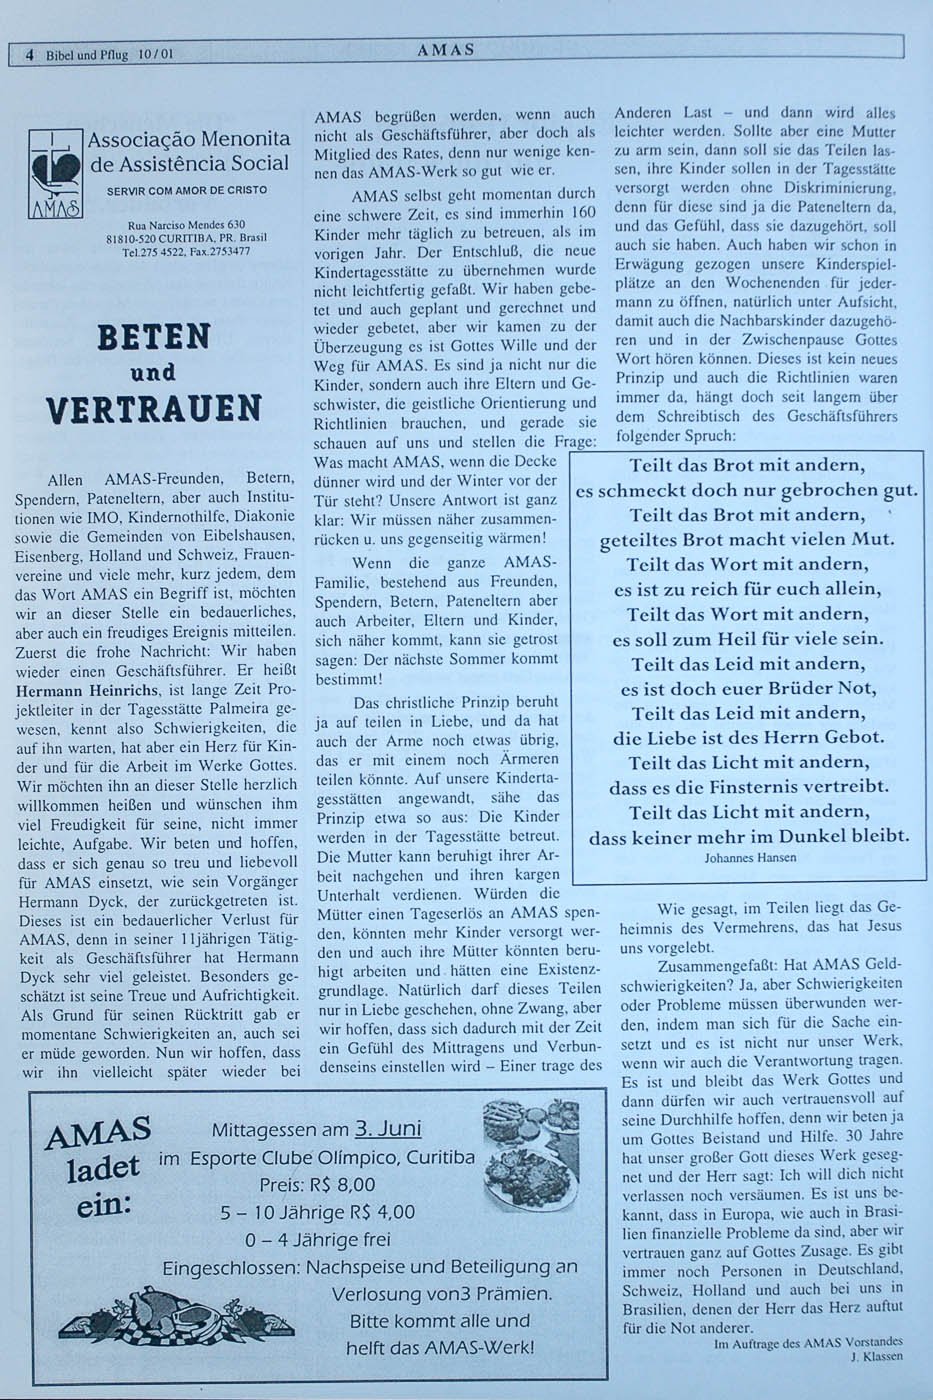 4 Bibel und Pflug 10/01
AMAS
AMAS
Associação Menonita
de Assistência Social
SERVIR COM AMOR DE CRISTO
Rua Narciso Mendes 630
81810-520 CURITIBA, PR. Brasil
Tel.275 4522, Fax.2753477
BETEN
und
VERTRAUEN
Allen AMAS-Freunden, Betern,
Spendern, Pateneltern, aber auch Institu-
tionen wie IMO, Kindernothilfe, Diakonie
sowie die Gemeinden von Eibelshausen,
Eisenberg, Holland und Schweiz, Frauen-
vereine und viele mehr, kurz jedem, dem
das Wort AMAS ein Begriff ist, möchten
wir an dieser Stelle ein bedauerliches,
aber auch ein freudiges Ereignis mitteilen.
Zuerst die frohe Nachricht: Wir haben
wieder einen Geschäftsführer. Er heißt
Hermann Heinrichs, ist lange Zeit Pro-
jektleiter in der Tagesstätte Palmeira ge-
wesen, kennt also Schwierigkeiten, die
auf ihn warten, hat aber ein Herz für Kin-
der und für die Arbeit im Werke Gottes.
Wir möchten ihn an dieser Stelle herzlich
willkommen heißen und wünschen ihm
viel Freudigkeit für seine, nicht immer
leichte, Aufgabe. Wir beten und hoffen,
dass er sich genau so treu und liebevoll
für AMAS einsetzt, wie sein Vorgänger
Hermann Dyck, der zurückgetreten ist.
Dieses ist ein bedauerlicher Verlust für
AMAS, denn in seiner 11jährigen Tätig-
keit als Geschäftsführer hat Hermann
Dyck sehr viel geleistet. Besonders ge-
schätzt ist seine Treue und Aufrichtigkeit.
Als Grund für seinen Rücktritt gab er
momentane Schwierigkeiten an, auch sei
er müde geworden. Nun wir hoffen, dass
wir ihn vielleicht später wieder bei
AMAS begrüßen werden, wenn auch
nicht als Geschäftsführer, aber doch als
Mitglied des Rates, denn nur wenige ken-
nen das AMAS-Werk so gut wie er.
AMAS selbst geht momentan durch
eine schwere Zeit, es sind immerhin 160
Kinder mehr täglich zu betreuen, als im
vorigen Jahr. Der Entschluß, die neue
Kindertagesstätte zu übernehmen wurde
nicht leichtfertig gefaßt. Wir haben gebe-
tet und auch geplant und gerechnet und
wieder gebetet, aber wir kamen zu der
Überzeugung es ist Gottes Wille und der
Weg für AMAS. Es sind ja nicht nur die
Kinder, sondern auch ihre Eltern und Ge-
schwister, die geistliche Orientierung und
Richtlinien brauchen, und gerade sie
schauen auf uns und stellen die Frage:
Was macht AMAS, wenn die Decke
dünner wird und der Winter vor der
Tür steht? Unsere Antwort ist ganz
klar: Wir müssen näher zusammen-
rücken u. uns gegenseitig wärmen!
Wenn die ganze AMAS-
Familie, bestehend aus Freunden,
Spendern, Betern, Pateneltern aber
auch Arbeiter, Eltern und Kinder,
sich näher kommt, kann sie getrost
sagen: Der nächste Sommer kommt
bestimmt!
Das christliche Prinzip beruht
ja auf teilen in Liebe, und da hat
auch der Arme noch etwas übrig,
das er mit einem noch Ärmeren
teilen könnte. Auf unsere Kinderta-
gesstätten angewandt, sähe das
Prinzip etwa so aus: Die Kinder
werden in der Tagesstätte betreut.
Die Mutter kann beruhigt ihrer Ar-
beit nachgehen und ihren kargen
Unterhalt verdienen. Würden die
Mütter einen Tageserlös an AMAS spen-
den, könnten mehr Kinder versorgt wer-
den und auch ihre Mütter könnten beru-
higt arbeiten und hätten eine Existenz-
grundlage. Natürlich darf dieses Teilen
nur in Liebe geschehen, ohne Zwang, aber
wir hoffen, dass sich dadurch mit der Zeit
ein Gefühl des Mittragens und Verbun-
denseins einstellen wird – Einer trage des
Anderen Last – und dann wird alles
leichter werden. Sollte aber eine Mutter
zu arm sein, dann soll sie das Teilen las-
sen, ihre Kinder sollen in der Tagesstätte
versorgt werden ohne Diskriminierung,
denn für diese sind ja die Pateneltern da,
und das Gefühl, dass sie dazugehört, soll
auch sie haben. Auch haben wir schon in
Erwägung gezogen unsere Kinderspiel-
plätze an den Wochenenden für jeder-
mann zu öffnen, natürlich unter Aufsicht,
damit auch die Nachbarskinder dazugehö-
ren und in der Zwischenpause Gottes
Wort hören können. Dieses ist kein neues
Prinzip und auch die Richtlinien waren
immer da, hängt doch seit langem über
dem Schreibtisch des Geschäftsführers
folgender Spruch:
Teilt das Brot mit andern,
es schmeckt doch nur gebrochen gut.
Teilt das Brot mit andern,
geteiltes Brot macht vielen Mut.
Teilt das Wort mit andern,
es ist zu reich für euch allein,
Teilt das Wort mit andern,
es soll zum Heil für viele sein.
Teilt das Leid mit andern,
es ist doch euer Brüder Not,
Teilt das Leid mit andern,
die Liebe ist des Herrn Gebot.
Teilt das Licht mit andern,
dass es die Finsternis vertreibt.
Teilt das Licht mit andern,
dass keiner mehr im Dunkel bleibt.
Johannes Hansen
Wie gesagt, im Teilen liegt das Ge-
heimnis des Vermehrens, das hat Jesus
uns vorgelebt.
Zusammengefaßt: Hat AMAS Geld-
schwierigkeiten? Ja, aber Schwierigkeiten
oder Probleme müssen überwunden wer-
den, indem man sich für die Sache ein-
setzt und es ist nicht nur unser Werk,
wenn wir auch die Verantwortung tragen.
Es ist und bleibt das Werk Gottes und
dann dürfen wir auch vertrauensvoll auf
seine Durchhilfe hoffen, denn wir beten ja
um Gottes Beistand und Hilfe. 30 Jahre
hat unser großer Gott dieses Werk geseg-
net und der Herr sagt: Ich will dich nicht
verlassen noch versäumen. Es ist uns be-
kannt, dass in Europa, wie auch in Brasi-
lien finanzielle Probleme da sind, aber wir
vertrauen ganz auf Gottes Zusage. Es gibt
immer noch Personen in Deutschland,
Schweiz, Holland und auch bei uns in
Brasilien, denen der Herr das Herz auftut
für die Not anderer.
Im Auftrage des AMAS Vorstandes
J. Klassen
AMAS
ladet
ein:
Mittagessen am 3. Juni
im Esporte Clube Olímpico, Curitiba
Preis: R$ 8,00
5 – 10 Jährige R$ 4,00
0 – 4 Jährige frei
Eingeschlossen: Nachspeise und Beteiligung an
Verlosung von3 Prämien.
Bitte kommt alle und
helft das AMAS-Werk!